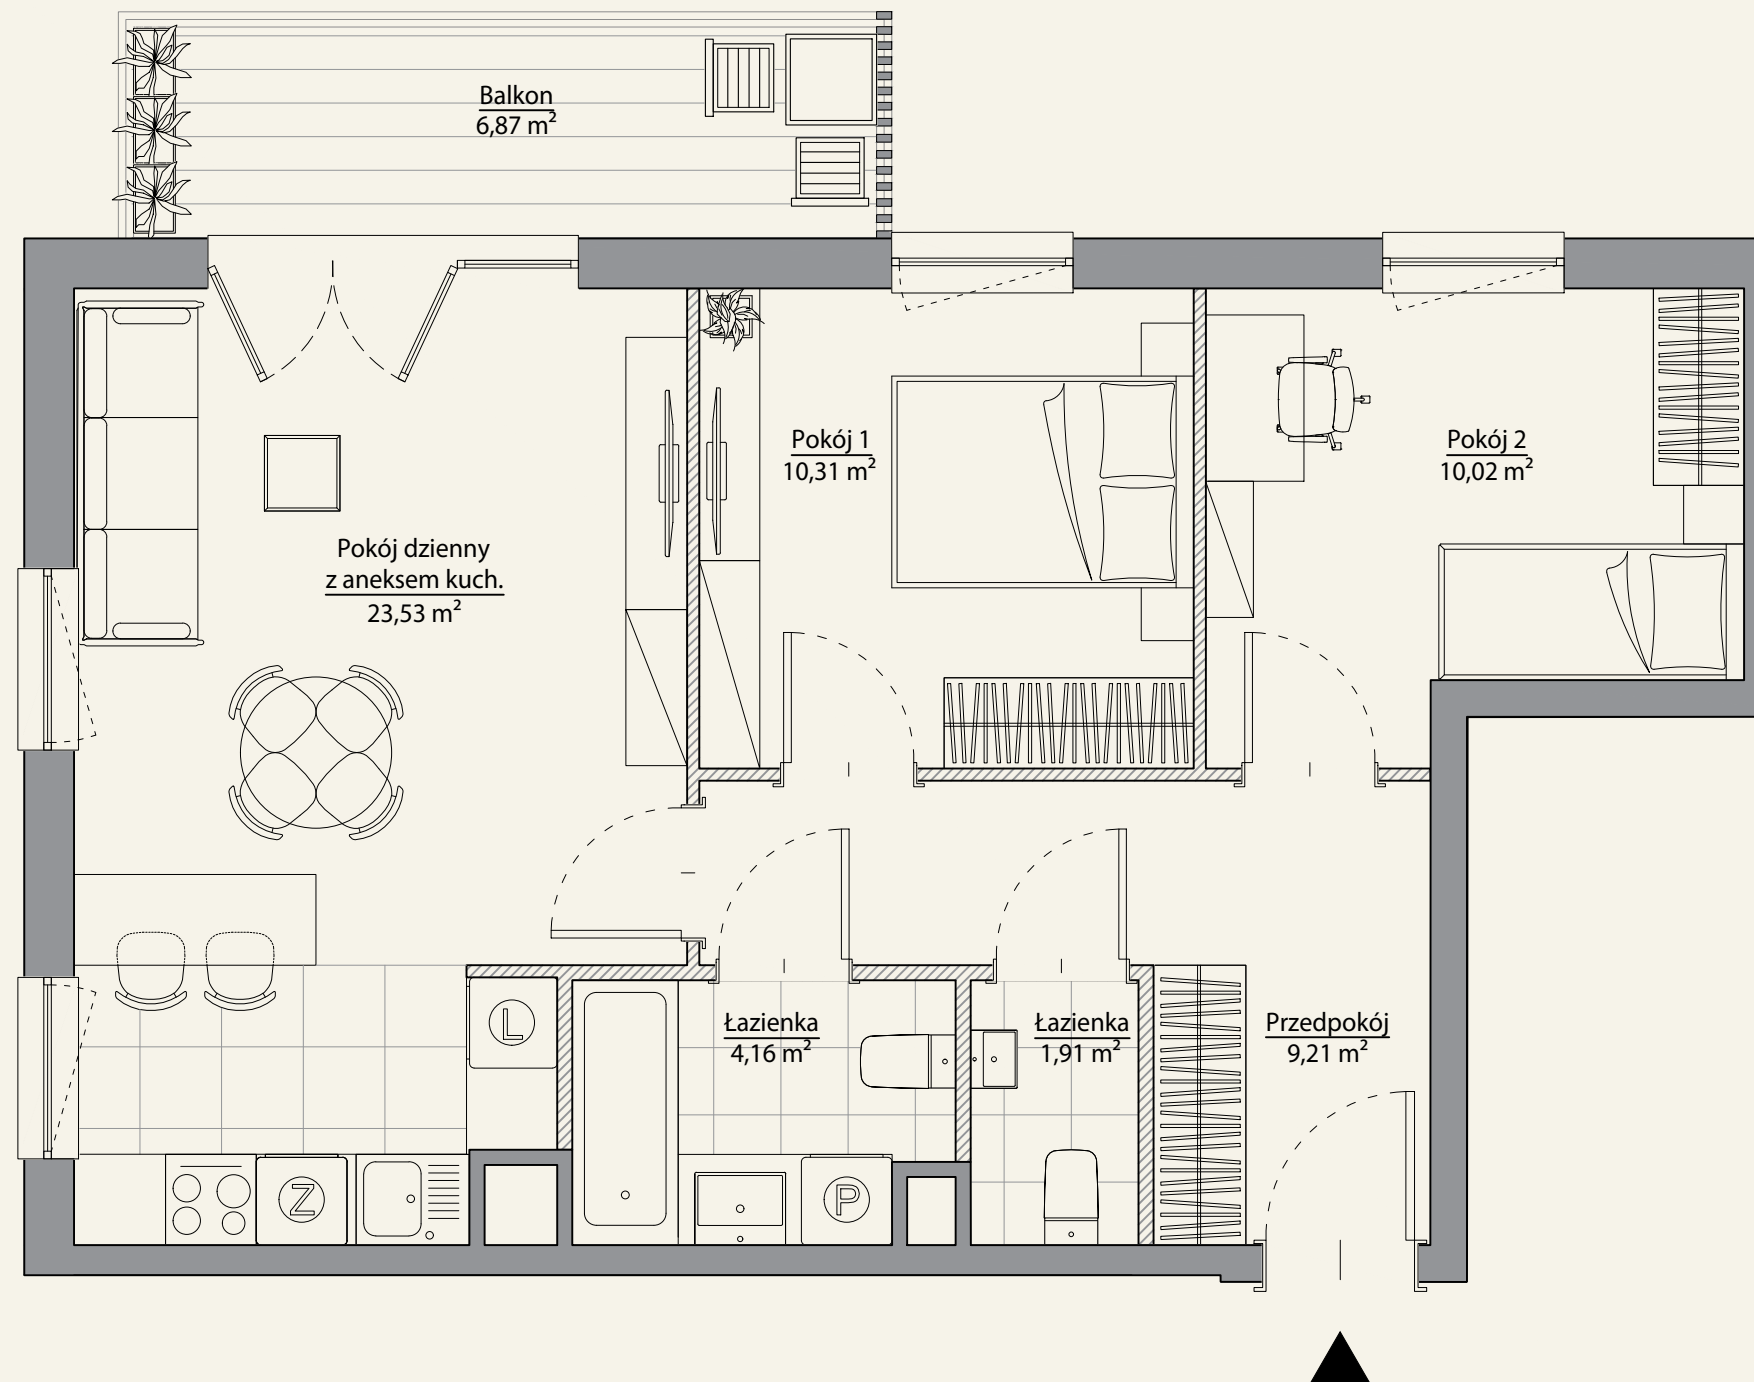 Balkon
6,87 m²
Pokój 1
10,31 m²
Pokój 2
10,02 m²
Pokój dzienny
z aneksem kuch.
23,53 m²
L
Łazienka
4,16 m²
Łazienka
1,91 m²
Przedpokój
9,21 m²
Z
P